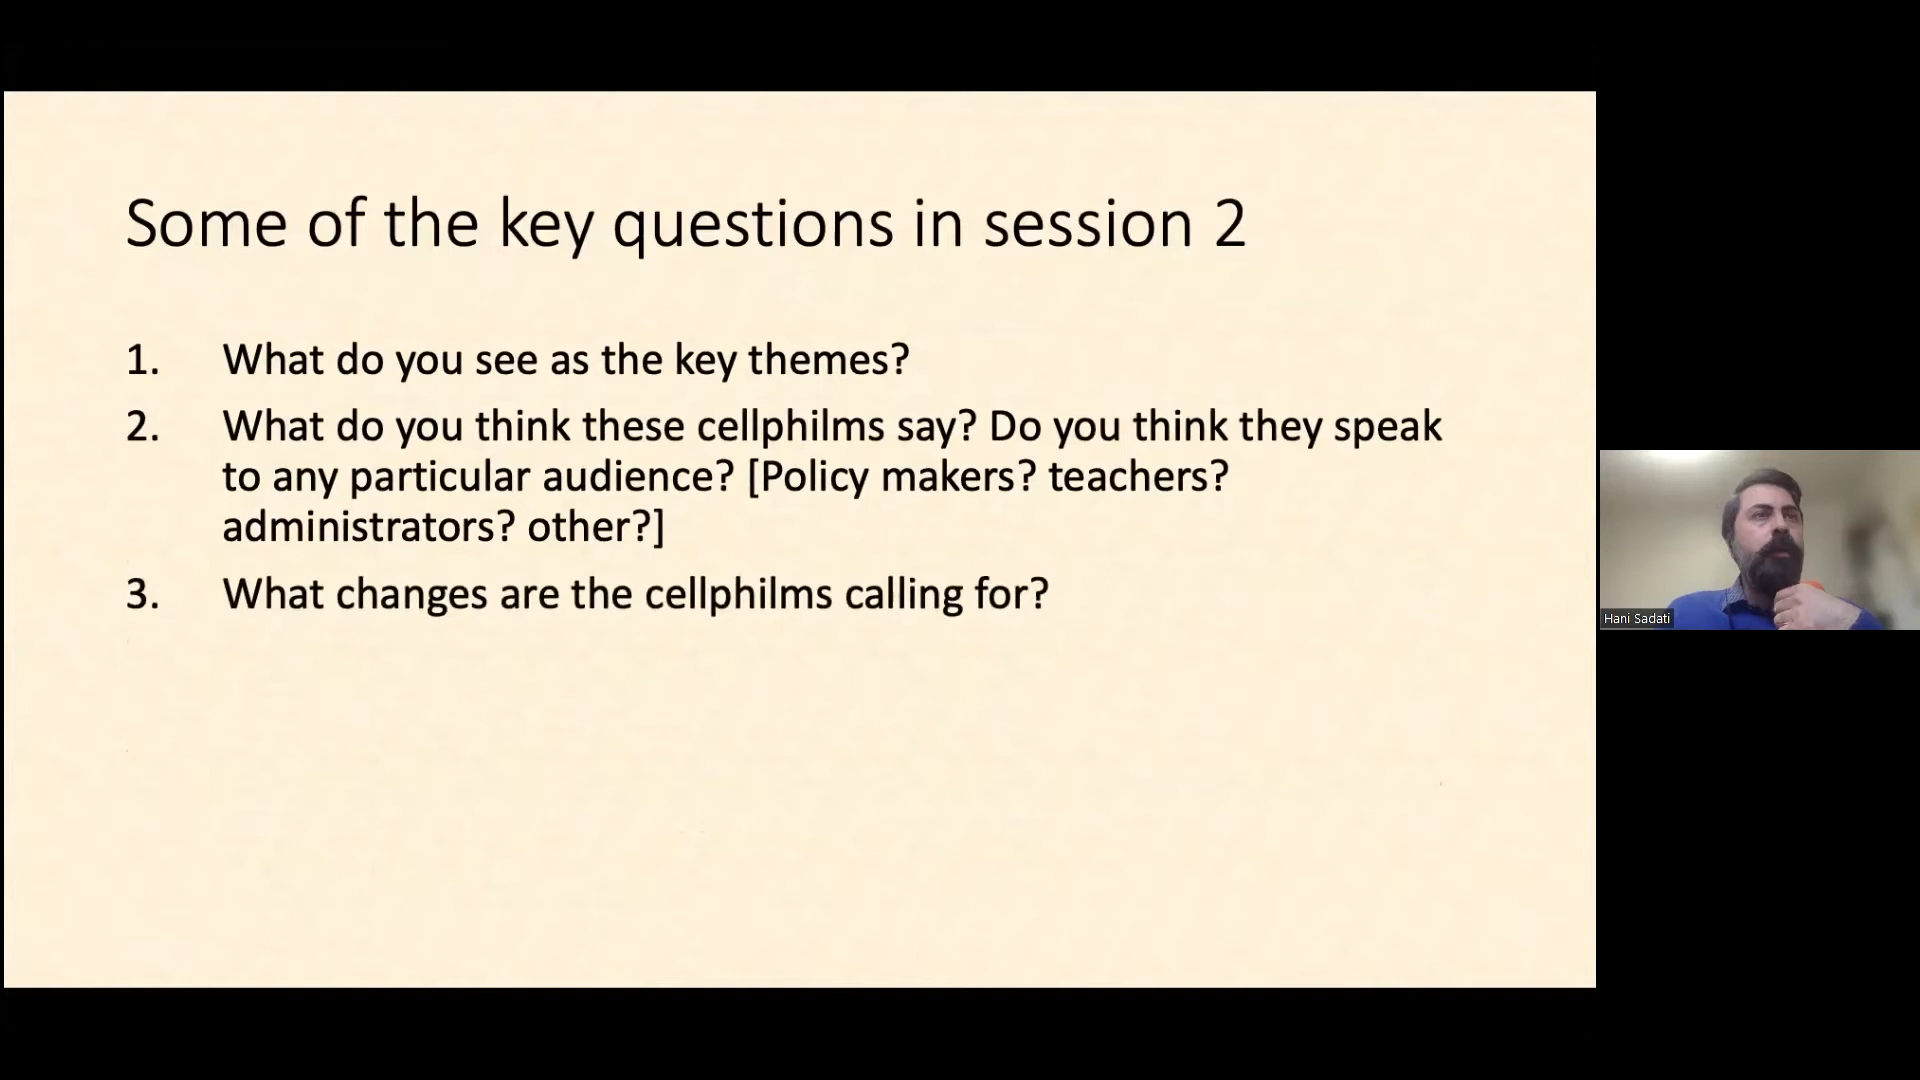 Some of the key questions in session 2
1. What do you see as the key themes?
2. What do you think these cellphilms say? Do you think they speak
to any particular audience? [Policy makers? teachers?
administrators? other?]
3. What changes are the cellphilms calling for?
Hani Sadati